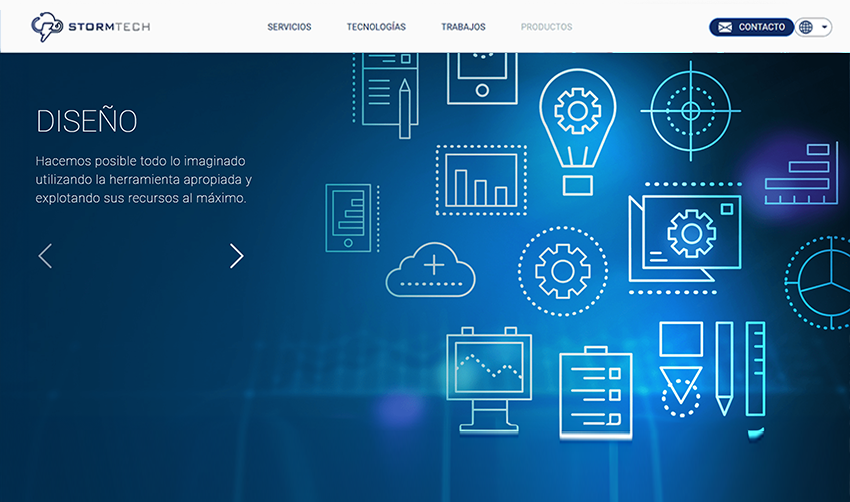 STORMTECH
SERVICIOS
TECNOLOGÍAS
TRABAJOS
PRODUCTOS
CONTACTO
DISEÑO
Hacemos posible todo lo imaginado
utilizando la herramienta apropiada y
explotando sus recursos al máximo.